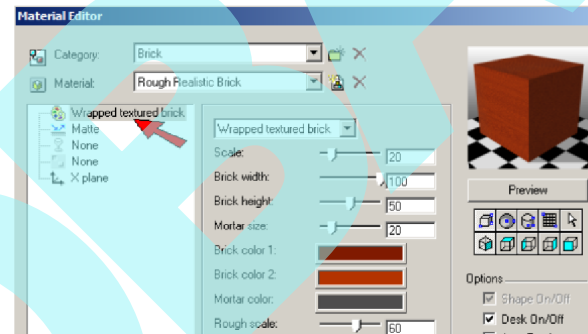 Material Editor
Category: Brick
Material: Rough Realistic Brick
Wrapped textured brick
Matte
None
None
X plane
Wrapped textured brick
Scale: 20
Brick width: 100
Brick height: 50
Mortar size: 20
Brick color 1:
Brick color 2:
Mortar color:
Rough scale: 60
Preview
Options
Shape On/Off
Desk On/Off